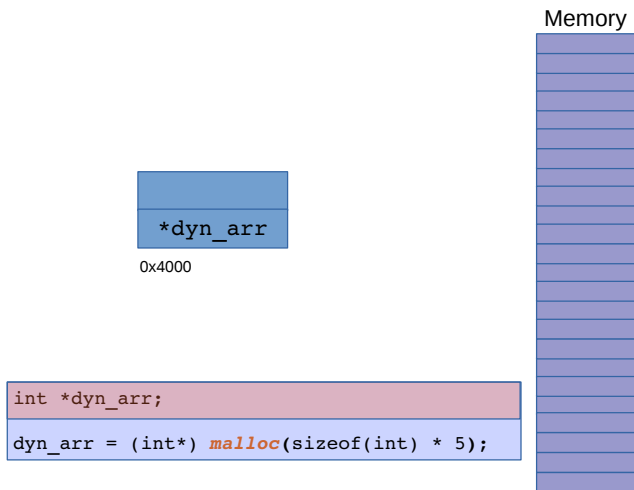 Memory
*dyn_arr
0x4000
int *dyn_arr;
dyn_arr = (int*) malloc(sizeof(int) * 5);